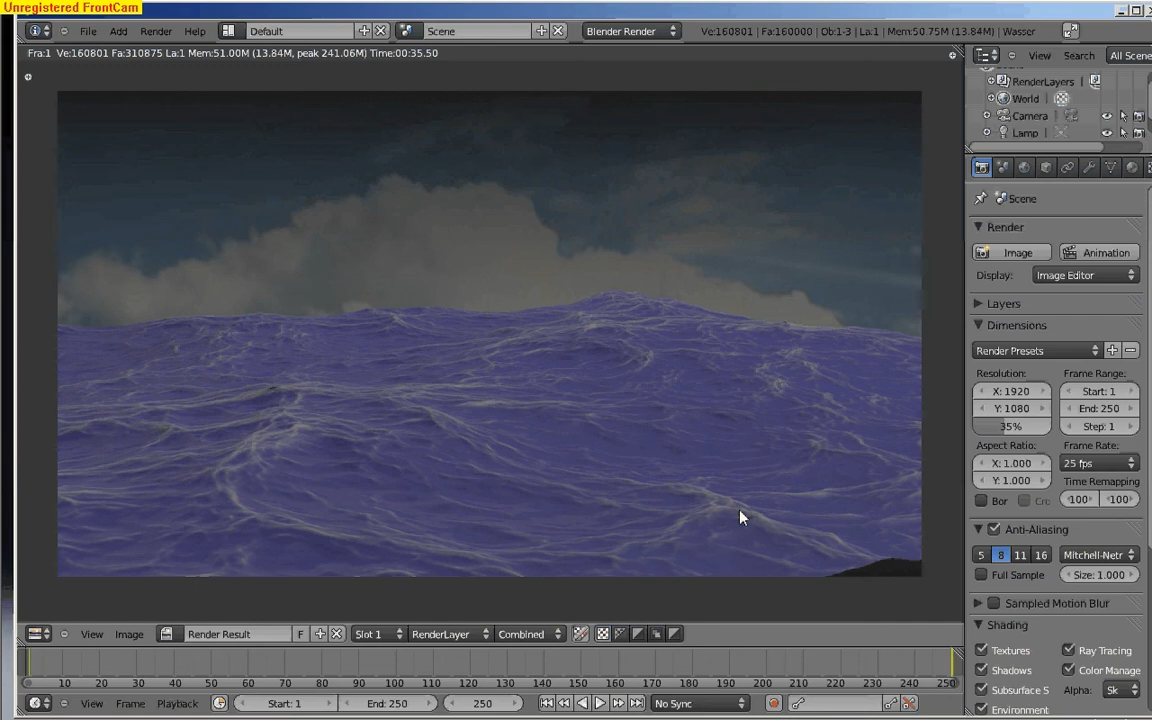 Unregistered FrontCam
File Add Render Help Default Scene Blender Render Ve:160801 | Fa:160000 | Ob:1-3 | La:1 | Mem:50.75M (13.84M) | Wasser
Fra:1 Ve:160801 Fa:310875 La:1 Mem:51.00M (13.84M, peak 241.06M) Time:00:35.50
View Search All Scene
RenderLayers |
World |
Camera |
Lamp |
Scene
Render
Image Animation
Display: Image Editor
Layers
Dimensions
Render Presets
Resolution: Frame Range:
X: 1920 Start: 1
Y: 1080 End: 250
35% Step: 1
Aspect Ratio: Frame Rate:
X: 1.000 25 fps
Y: 1.000 Time Remapping
Bor Cro 100 100
Anti-Aliasing
5 8 11 16 Mitchell-Netr
Full Sample Size: 1.000
Sampled Motion Blur
Shading
Textures Ray Tracing
Shadows Color Manage
Subsurface S Alpha: Sk
Environment
View Image Render Result F Slot 1 RenderLayer Combined
0 10 20 30 40 50 60 70 80 90 100 110 120 130 140 150 160 170 180 190 200 210 220 230 240 250
View Frame Playback Start: 1 End: 250 250 No Sync